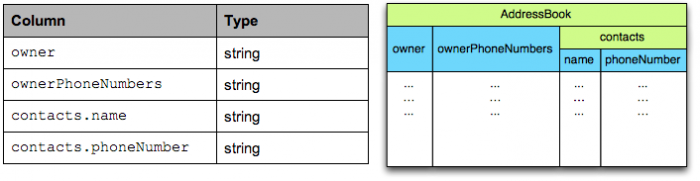 Column Type
owner string
ownerPhoneNumbers string
contacts.name string
contacts.phoneNumber string
AddressBook
owner ownerPhoneNumbers contacts
name phoneNumber
... ... ... ...
... ... ... ...
... ... ... ...